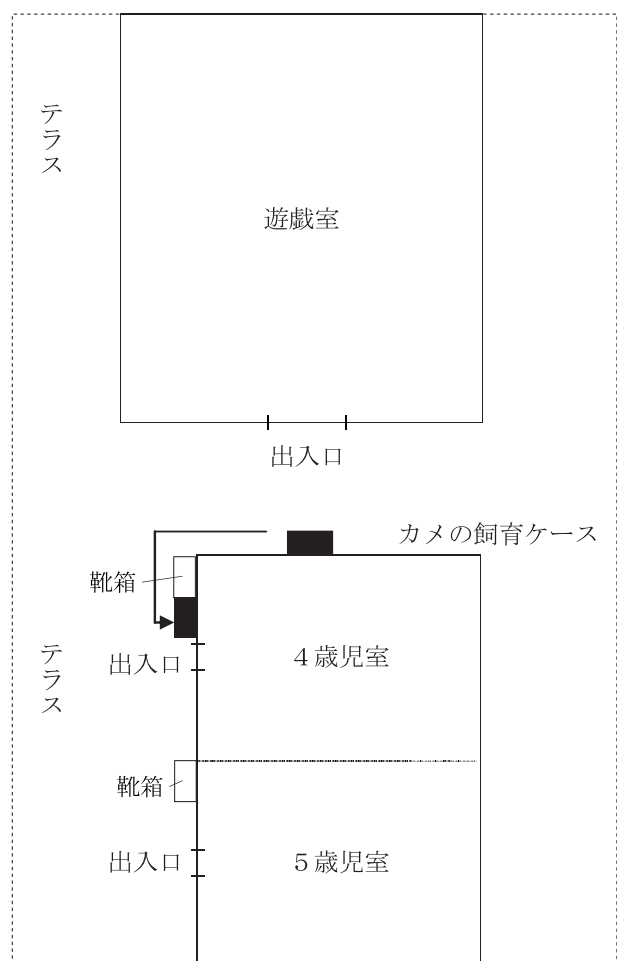 テラス
遊戯室
出入口
カメの飼育ケース
靴箱
テラス
出入口
４歳児室
靴箱
出入口
５歳児室